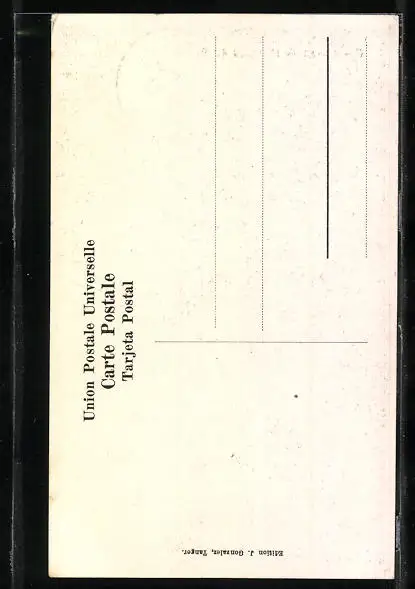 Union Postale Universelle
Carte Postale
Tarjeta Postal
Edition J. Gonzalez, Tanger.